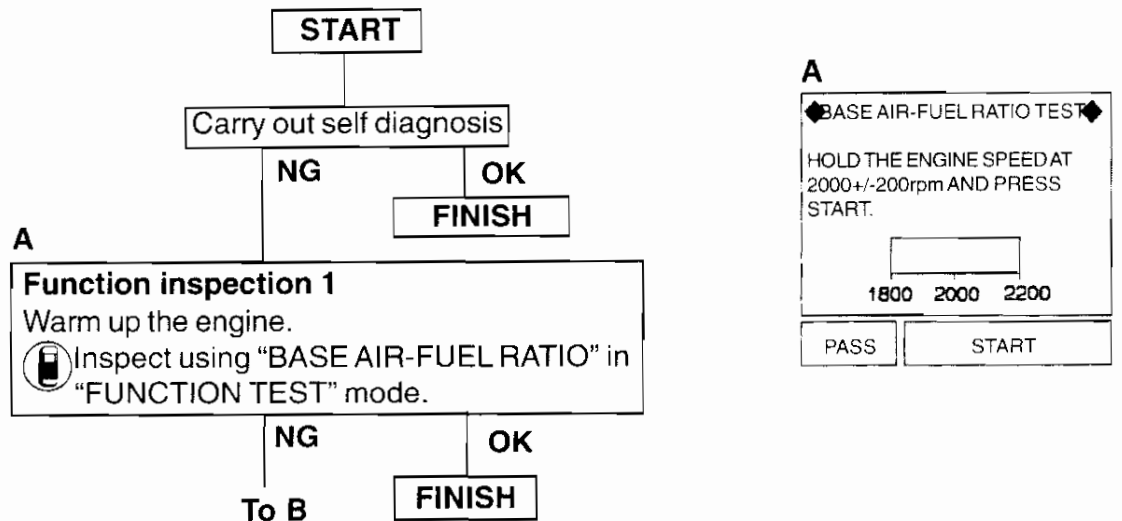 START
Carry out self diagnosis
NG
OK
FINISH
A
Function inspection 1
Warm up the engine.
Inspect using “BASE AIR-FUEL RATIO” in
“FUNCTION TEST” mode.
NG
OK
To B
FINISH
A
◆BASE AIR-FUEL RATIO TEST◆
HOLD THE ENGINE SPEED AT
2000+/-200rpm AND PRESS
START.
1800 2000 2200
PASS
START